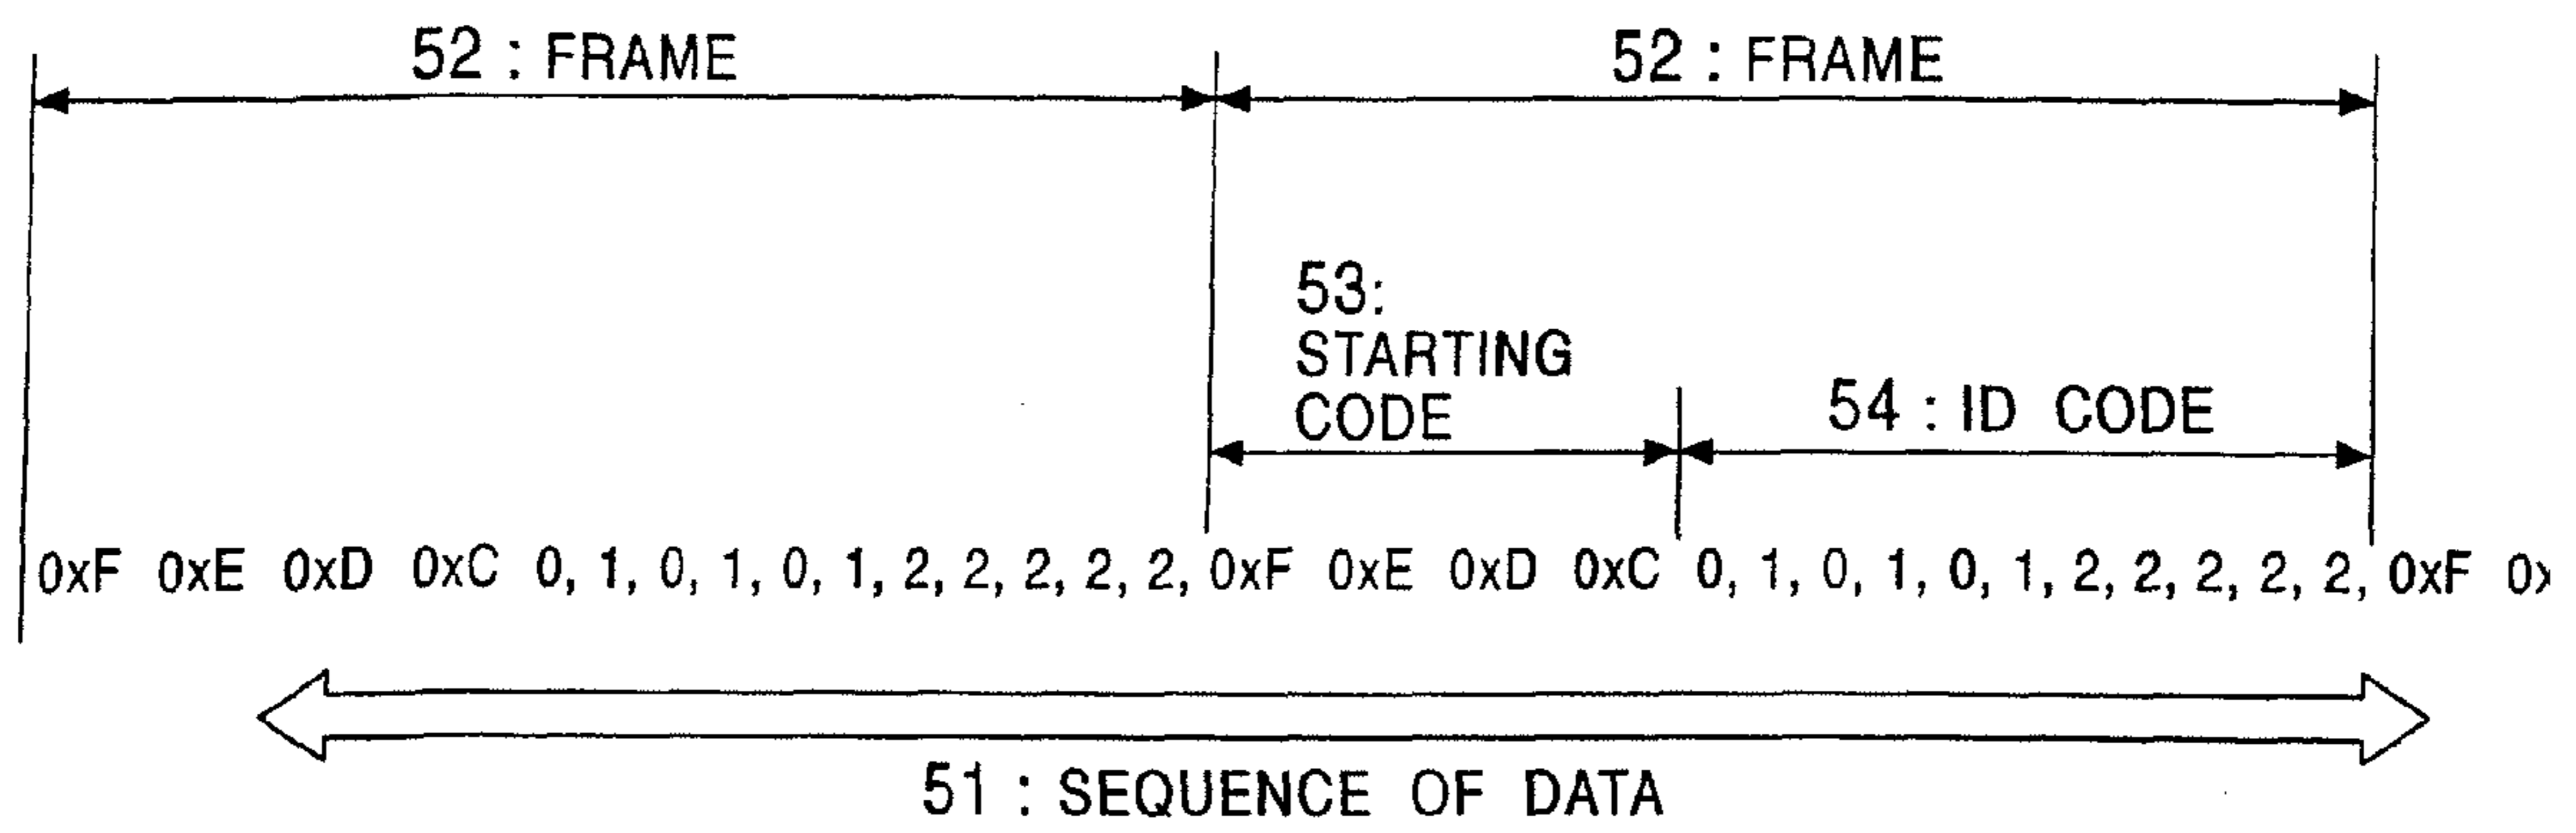 52 : FRAME 52 : FRAME
53:
STARTING
CODE
54 : ID CODE
0xF 0xE 0xD 0xC 0, 1, 0, 1, 0, 1, 2, 2, 2, 2, 2, 0xF 0xE 0xD 0xC 0, 1, 0, 1, 0, 1, 2, 2, 2, 2, 2, 0xF 0x
51 : SEQUENCE OF DATA